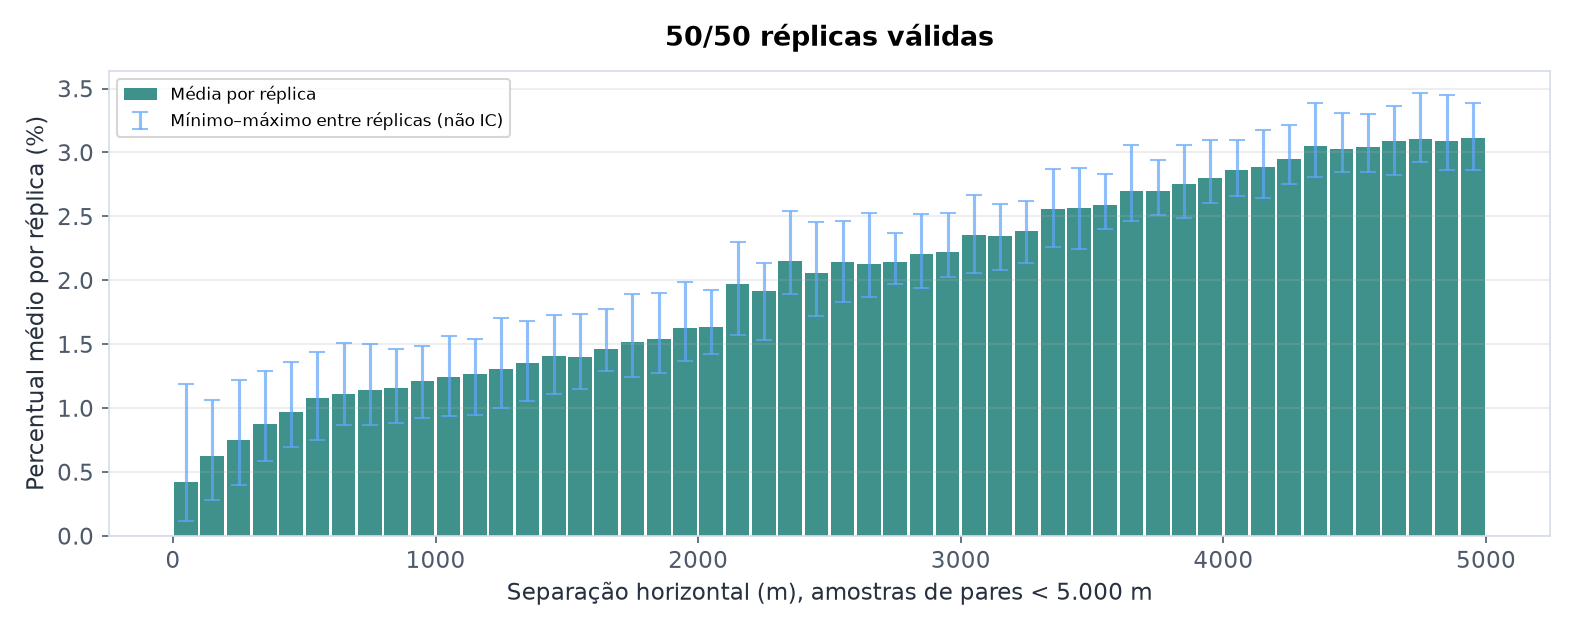 50/50 réplicas válidas
Média por réplica
Mínimo–máximo entre réplicas (não IC)
Percentual médio por réplica (%)
3.5
3.0
2.5
2.0
1.5
1.0
0.5
0.0
0 1000 2000 3000 4000 5000
Separação horizontal (m), amostras de pares < 5.000 m